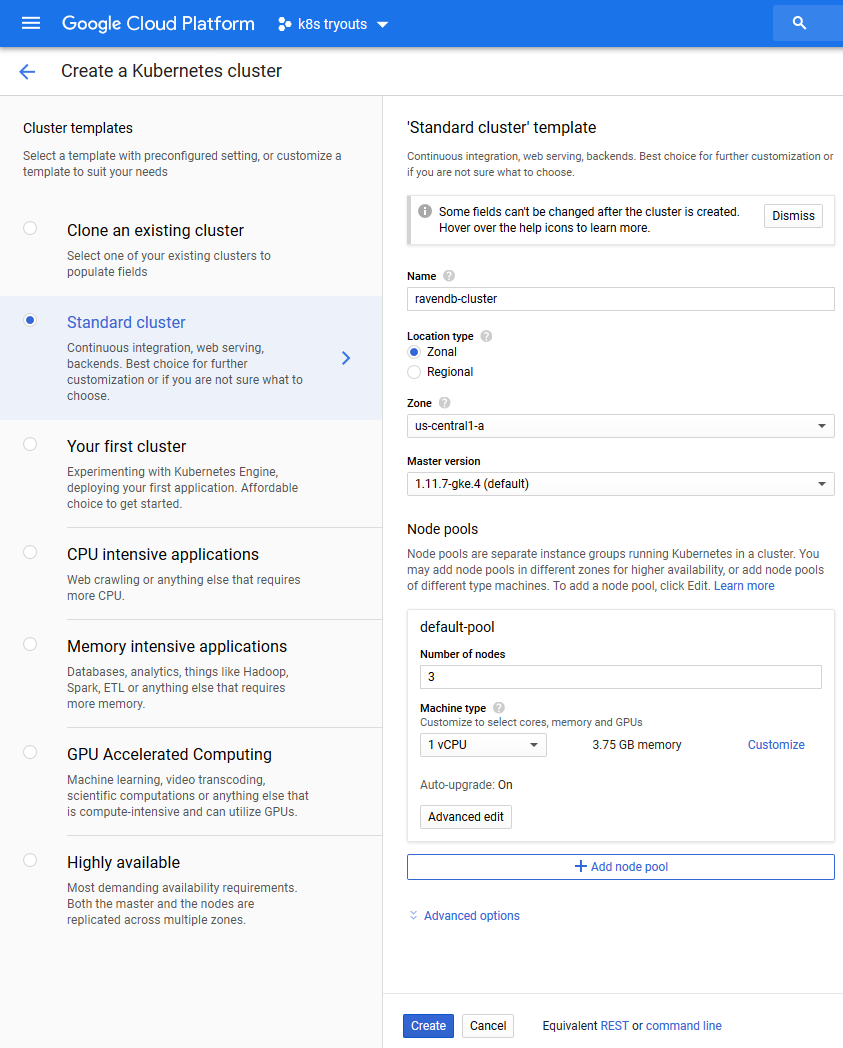 Google Cloud Platform
k8s tryouts
Create a Kubernetes cluster
Cluster templates
Select a template with preconfigured setting, or customize a
template to suit your needs
Clone an existing cluster
Select one of your existing clusters to
populate fields
Standard cluster
Continuous integration, web serving,
backends. Best choice for further
customization or if you are not sure what to
choose.
Your first cluster
Experimenting with Kubernetes Engine,
deploying your first application. Affordable
choice to get started.
CPU intensive applications
Web crawling or anything else that requires
more CPU.
Memory intensive applications
Databases, analytics, things like Hadoop,
Spark, ETL or anything else that requires
more memory.
GPU Accelerated Computing
Machine learning, video transcoding,
scientific computations or anything else that
is compute-intensive and can utilize GPUs.
Highly available
Most demanding availability requirements.
Both the master and the nodes are
replicated across multiple zones.
'Standard cluster' template
Continuous integration, web serving, backends. Best choice for further customization or
if you are not sure what to choose.
Some fields can't be changed after the cluster is created.
Hover over the help icons to learn more.
Dismiss
Name
ravendb-cluster
Location type
Zonal
Regional
Zone
us-central1-a
Master version
1.11.7-gke.4 (default)
Node pools
Node pools are separate instance groups running Kubernetes in a cluster. You
may add node pools in different zones for higher availability, or add node pools
of different type machines. To add a node pool, click Edit. Learn more
default-pool
Number of nodes
3
Machine type
Customize to select cores, memory and GPUs
1 vCPU
3.75 GB memory
Customize
Auto-upgrade: On
Advanced edit
Add node pool
Advanced options
Create
Cancel
Equivalent REST or command line